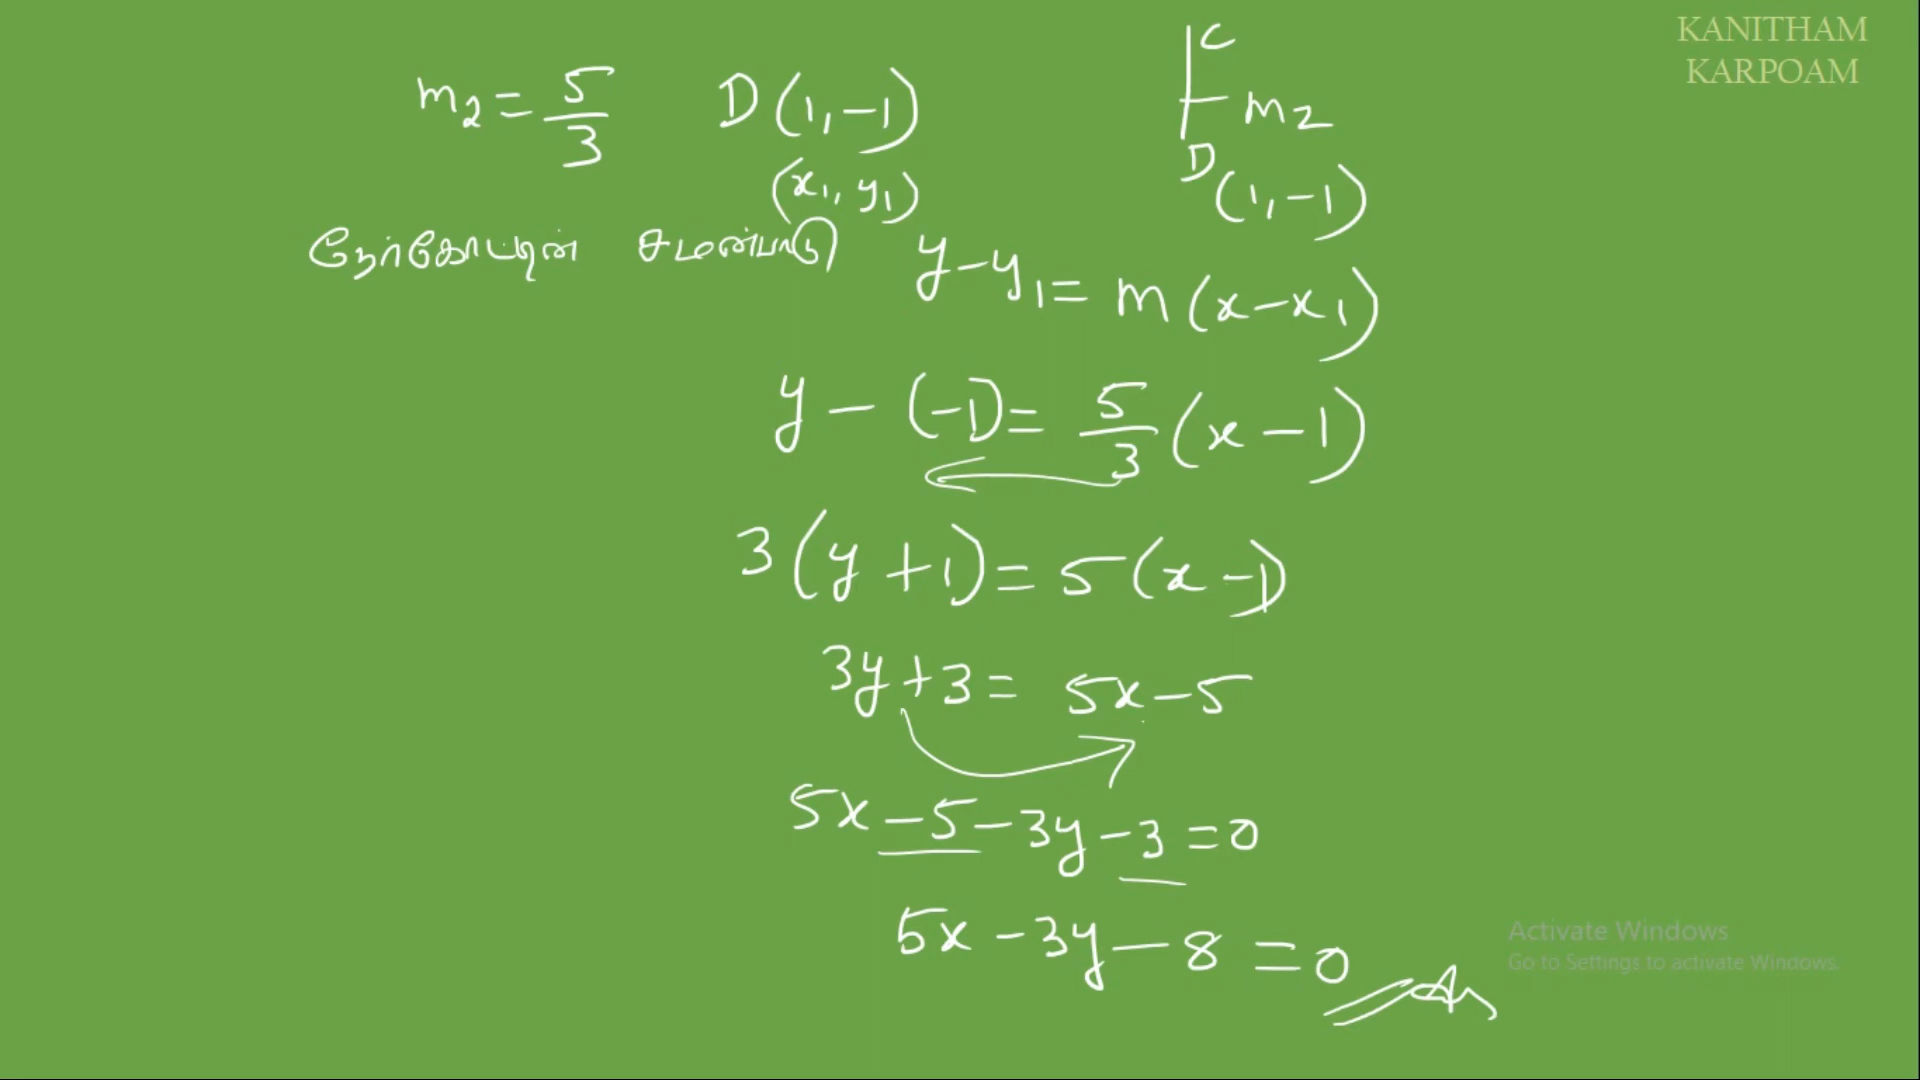 KANITHAM
KARPOAM
C
m₂ = 5/3 D(1, -1) m₂
D
(x₁, y₁) (1, -1)
நேர்கோட்டின் சமன்பாடு y - y₁ = m(x - x₁)
y - (-1) = 5/3 (x - 1)
3(y + 1) = 5(x - 1)
3y + 3 = 5x - 5
5x - 5 - 3y - 3 = 0
5x - 3y - 8 = 0
Activate Windows
Go to Settings to activate Windows.